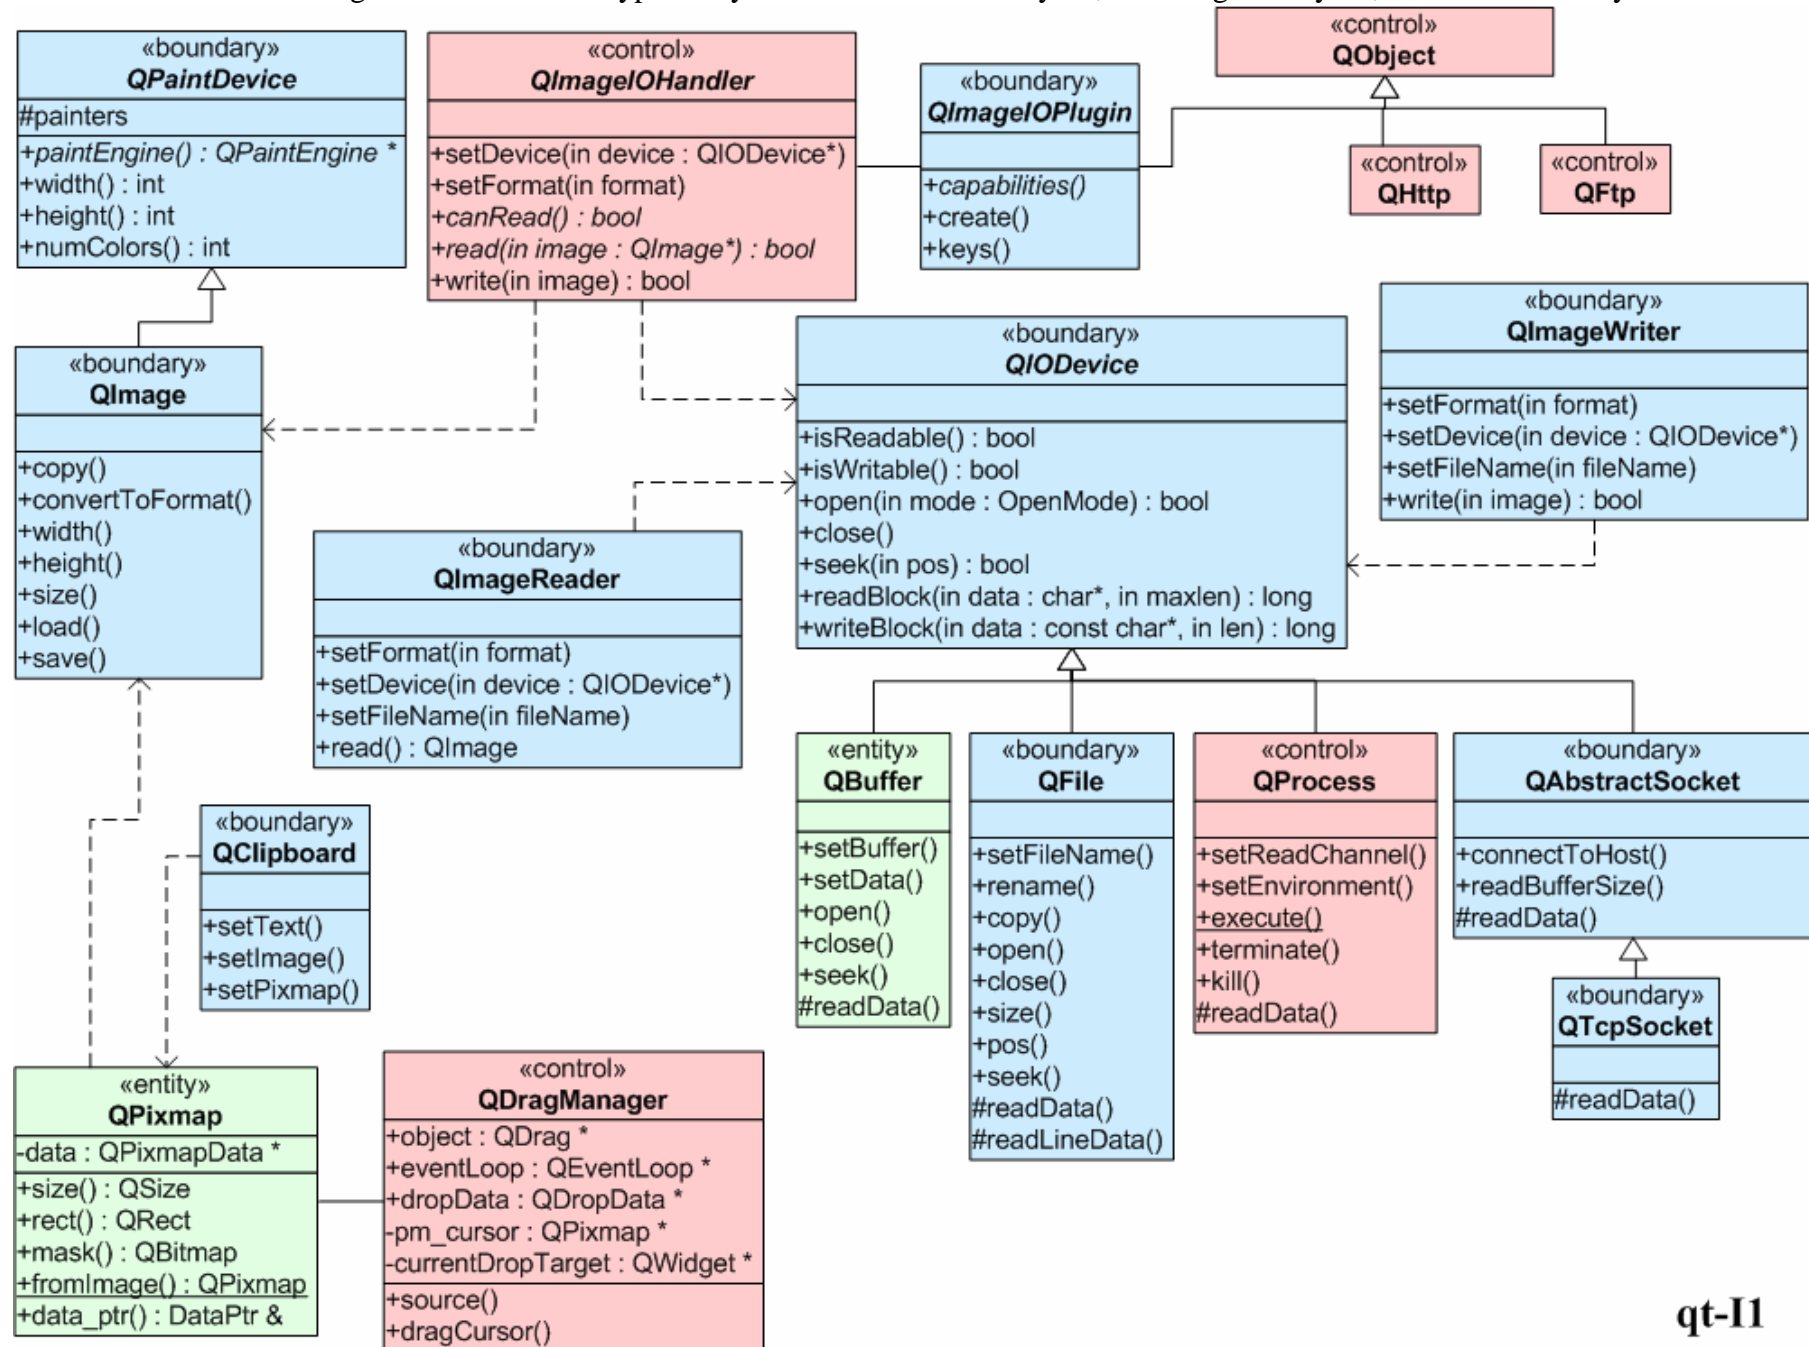 «boundary»
QPaintDevice
#painters
+paintEngine() : QPaintEngine *
+width() : int
+height() : int
+numColors() : int
«control»
QImageIOHandler
+setDevice(in device : QIODevice*)
+setFormat(in format)
+canRead() : bool
+read(in image : QImage*) : bool
+write(in image) : bool
«boundary»
QImageIOPlugin
+capabilities()
+create()
+keys()
«control»
QObject
«control»
QHttp
«control»
QFtp
«boundary»
QImage
+copy()
+convertToFormat()
+width()
+height()
+size()
+load()
+save()
«boundary»
QIODevice
+isReadable() : bool
+isWritable() : bool
+open(in mode : OpenMode) : bool
+close()
+seek(in pos) : bool
+readBlock(in data : char*, in maxlen) : long
+writeBlock(in data : const char*, in len) : long
«boundary»
QImageWriter
+setFormat(in format)
+setDevice(in device : QIODevice*)
+setFileName(in fileName)
+write(in image) : bool
«boundary»
QImageReader
+setFormat(in format)
+setDevice(in device : QIODevice*)
+setFileName(in fileName)
+read() : QImage
«entity»
QBuffer
+setBuffer()
+setData()
+open()
+close()
+seek()
#readData()
«boundary»
QFile
+setFileName()
+rename()
+copy()
+open()
+close()
+size()
+pos()
+seek()
#readData()
#readLineData()
«control»
QProcess
+setReadChannel()
+setEnvironment()
+execute()
+terminate()
+kill()
#readData()
«boundary»
QAbstractSocket
+connectToHost()
+readBufferSize()
#readData()
«boundary»
QTcpSocket
#readData()
«boundary»
QClipboard
+setText()
+setImage()
+setPixmap()
«entity»
QPixmap
-data : QPixmapData *
+size() : QSize
+rect() : QRect
+mask() : QBitmap
+fromImage() : QPixmap
+data_ptr() : DataPtr &
«control»
QDragManager
+object : QDrag *
+eventLoop : QEventLoop *
+dropData : QDropData *
-pm_cursor : QPixmap *
-currentDropTarget : QWidget *
+source()
+dragCursor()
qt-I1